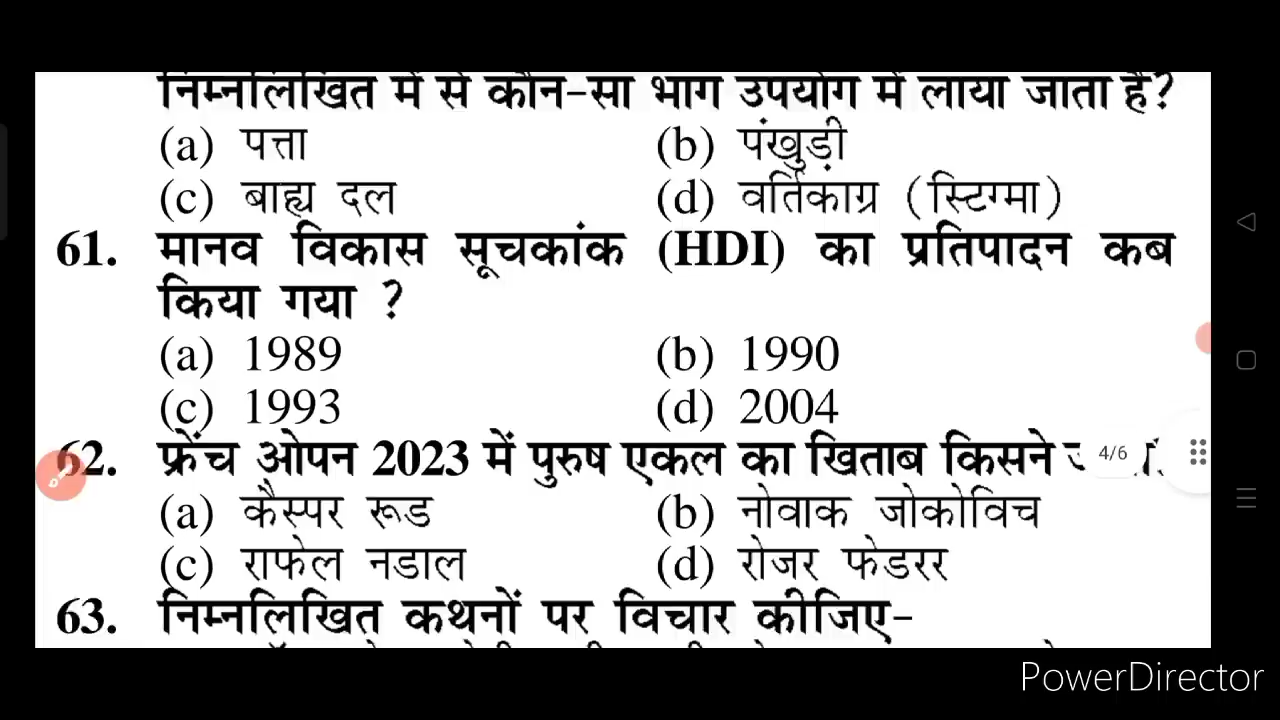 निम्नलिखित में से कौन-सा भाग उपयोग में लाया जाता है?
(a) पत्ता (b) पंखुड़ी
(c) बाह्य दल (d) वर्तिकाग्र (स्टिग्मा)
61. मानव विकास सूचकांक (HDI) का प्रतिपादन कब
किया गया ?
(a) 1989 (b) 1990
(c) 1993 (d) 2004
62. फ्रेंच ओपन 2023 में पुरुष एकल का खिताब किसने
4/6
(a) कैस्पर रूड (b) नोवाक जोकोविच
(c) राफेल नडाल (d) रोजर फेडरर
63. निम्नलिखित कथनों पर विचार कीजिए-
PowerDirector